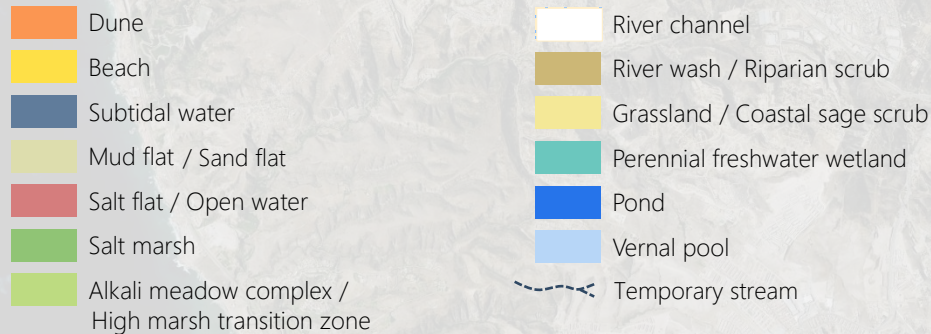 Dune
Beach
Subtidal water
Mud flat / Sand flat
Salt flat / Open water
Salt marsh
Alkali meadow complex /
High marsh transition zone
River channel
River wash / Riparian scrub
Grassland / Coastal sage scrub
Perennial freshwater wetland
Pond
Vernal pool
Temporary stream